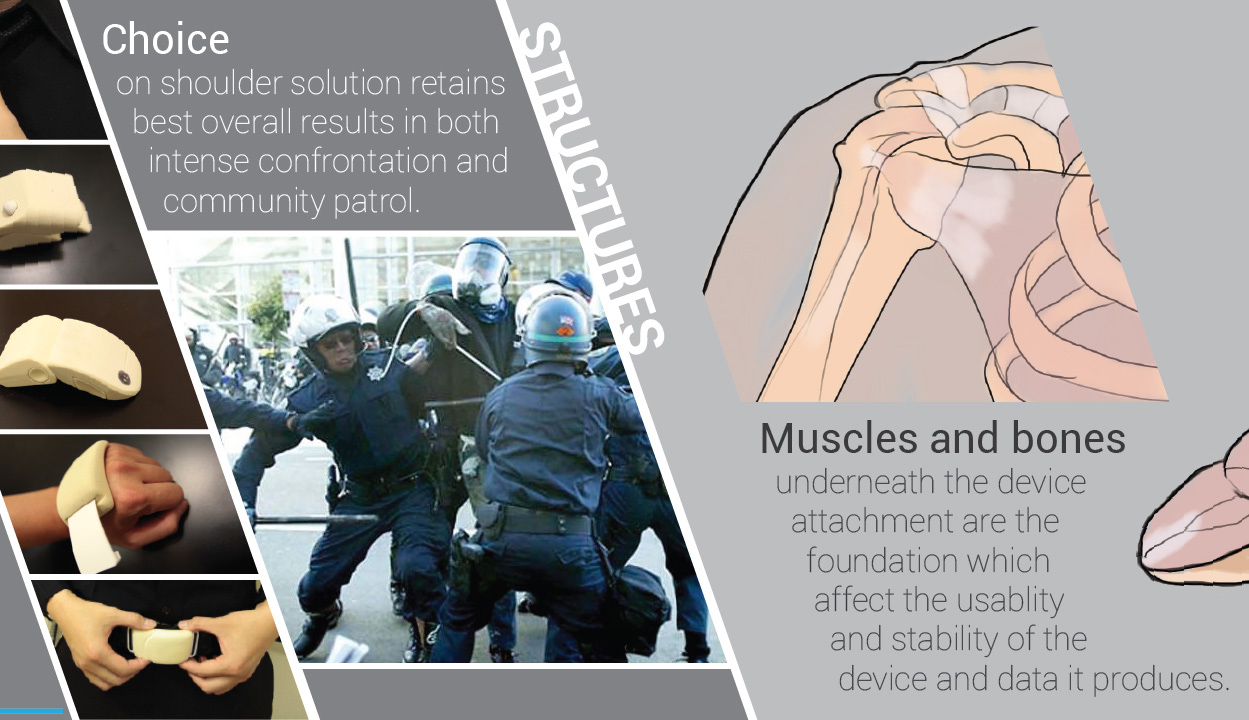 Choice
on shoulder solution retains
best overall results in both
intense confrontation and
community patrol.
STRUCTURES
Muscles and bones
underneath the device
attachment are the
foundation which
affect the usablity
and stability of the
device and data it produces.